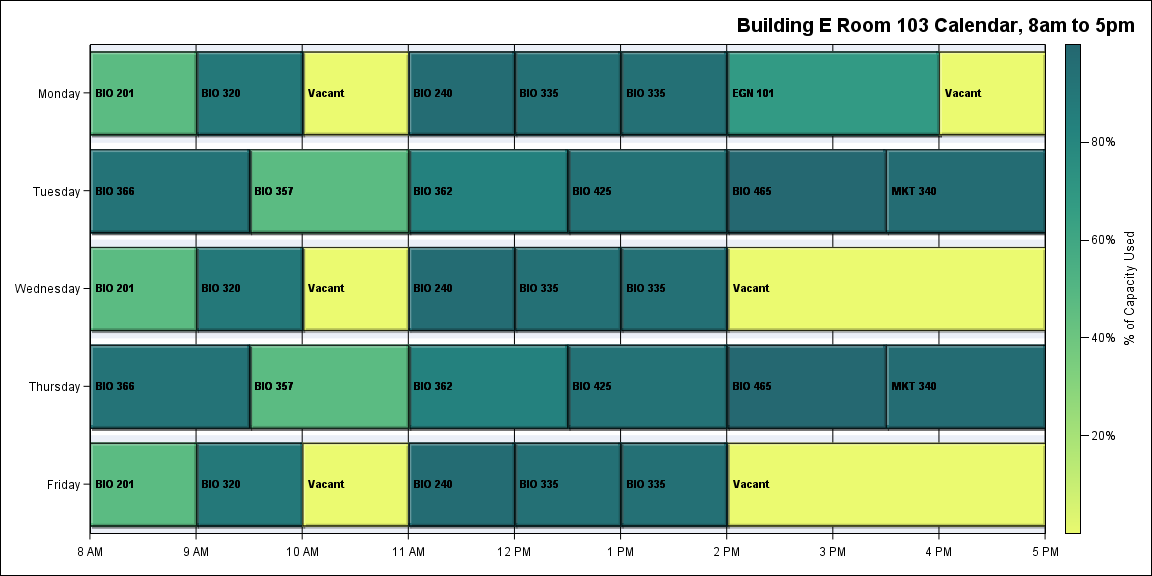 Building E Room 103 Calendar, 8am to 5pm
Monday
BIO 201
BIO 320
Vacant
BIO 240
BIO 335
BIO 335
EGN 101
Vacant
Tuesday
BIO 366
BIO 357
BIO 362
BIO 425
BIO 465
MKT 340
Wednesday
BIO 201
BIO 320
Vacant
BIO 240
BIO 335
BIO 335
Vacant
Thursday
BIO 366
BIO 357
BIO 362
BIO 425
BIO 465
MKT 340
Friday
BIO 201
BIO 320
Vacant
BIO 240
BIO 335
BIO 335
Vacant
8 AM
9 AM
10 AM
11 AM
12 PM
1 PM
2 PM
3 PM
4 PM
5 PM
80%
60%
40%
20%
% of Capacity Used